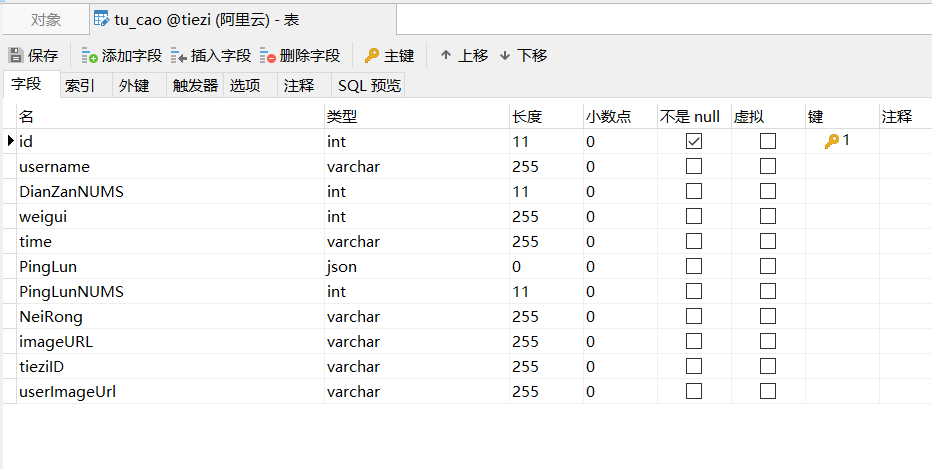 对象 tu_cao @tiezi (阿里云) - 表
保存 添加字段 插入字段 删除字段 主键 上移 下移
字段 索引 外键 触发器 选项 注释 SQL 预览
名 类型 长度 小数点 不是 null 虚拟 键 注释
id int 11 0 1
username varchar 255 0
DianZanNUMS int 11 0
weigui int 255 0
time varchar 255 0
PingLun json 0 0
PingLunNUMS int 11 0
NeiRong varchar 255 0
imageURL varchar 255 0
tieziID varchar 255 0
userImageUrl varchar 255 0